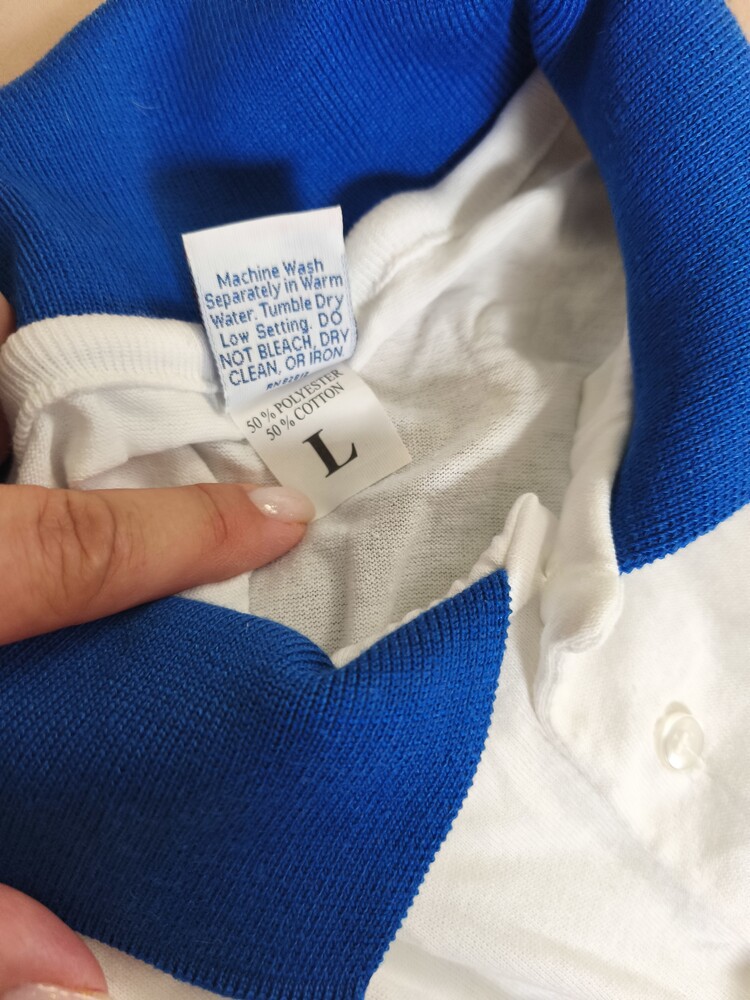 Machine Wash
Separately in Warm
Water. Tumble Dry
Low Setting. DO
NOT BLEACH, DRY
CLEAN, OR IRON
50% POLYESTER
50% COTTON
L